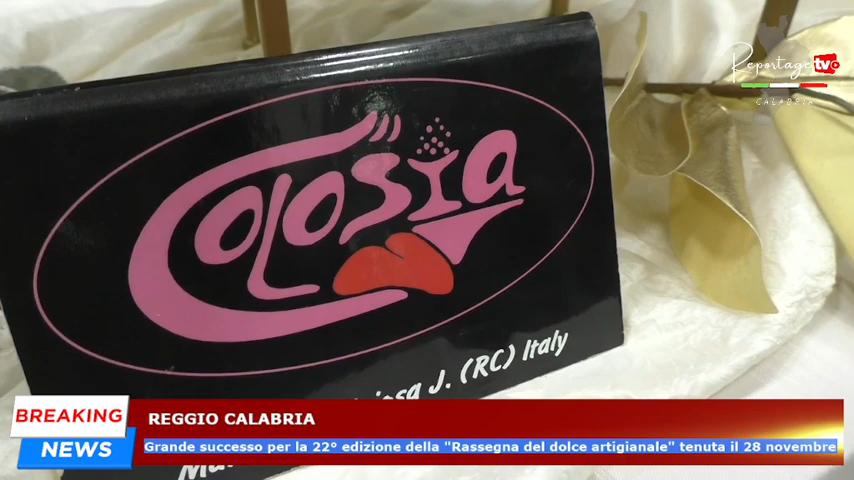 Reportage tv
CALABRIA
Colosia
J. (RC) Italy
BREAKING
NEWS
REGGIO CALABRIA
Grande successo per la 22° edizione della "Rassegna del dolce artigianale" tenuta il 28 novembre